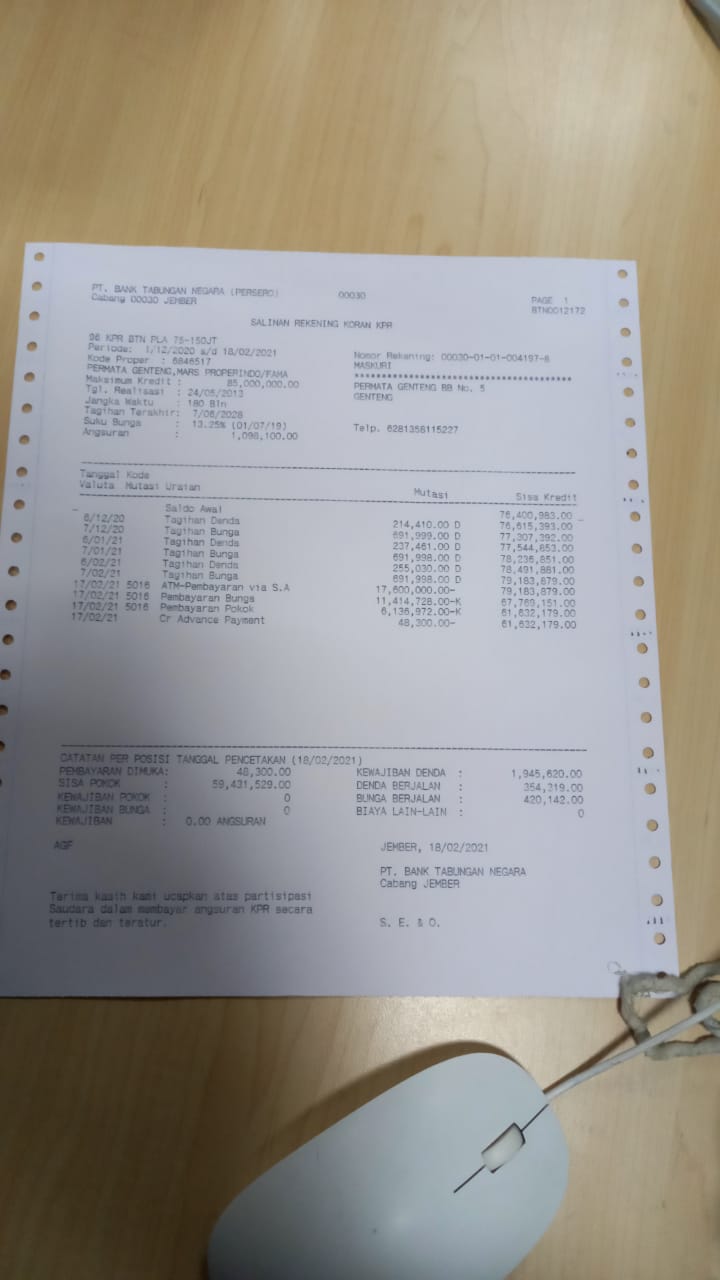 PT. BANK TABUNGAN NEGARA (PERSERO) 00030
Cabang 00030 JEMBER
PAGE 1
BTN0012172
SALINAN REKENING KORAN KPR
96 KPR BTN PLA 75-150JT
Periode: 1/12/2020 s/d 18/02/2021
Kode Proper : 6846517
PERMATA GENTENG,MARS PROPERINDO/FAMA
Maksimum Kredit : 85,000,000.00
Tgl. Realisasi : 24/05/2013
Jangka Waktu : 180 Bln
Tagihan Terakhir: 7/06/2028
Suku Bunga : 13.25% (01/07/19)
Angsuran : 1,098,100.00
Nomor Rekening: 00030-01-01-004197-6
MASKURI
****************************************
PERMATA GENTENG BB No. 5
GENTENG
Telp. 6281358115227
Tanggal Kode
Valuta Mutasi Uraian Mutasi Sisa Kredit
Saldo Awal 76,400,983.00
6/12/20 Tagihan Denda 214,410.00 D 76,615,393.00
7/12/20 Tagihan Bunga 691,999.00 D 77,307,392.00
6/01/21 Tagihan Denda 237,461.00 D 77,544,853.00
7/01/21 Tagihan Bunga 691,998.00 D 78,236,851.00
6/02/21 Tagihan Denda 255,030.00 D 78,491,881.00
7/02/21 Tagihan Bunga 691,998.00 D 79,183,879.00
17/02/21 5016 ATM-Pembayaran via S.A 17,600,000.00- 79,183,879.00
17/02/21 5016 Pembayaran Bunga 11,414,728.00-K 67,769,151.00
17/02/21 5016 Pembayaran Pokok 6,136,972.00-K 61,632,179.00
17/02/21 Cr Advance Payment 48,300.00- 61,632,179.00
CATATAN PER POSISI TANGGAL PENCETAKAN (18/02/2021)
PEMBAYARAN DIMUKA: 48,300.00 KEWAJIBAN DENDA : 1,945,620.00
SISA POKOK : 59,431,529.00 DENDA BERJALAN : 354,319.00
KEWAJIBAN POKOK : 0 BUNGA BERJALAN : 420,142.00
KEWAJIBAN BUNGA : 0 BIAYA LAIN-LAIN : 0
KEWAJIBAN : 0.00 ANGSURAN
AGF
JEMBER, 18/02/2021
PT. BANK TABUNGAN NEGARA
Cabang JEMBER
Terima kasih kami ucapkan atas partisipasi
Saudara dalam membayar angsuran KPR secara
tertib dan teratur.
S. E. & O.